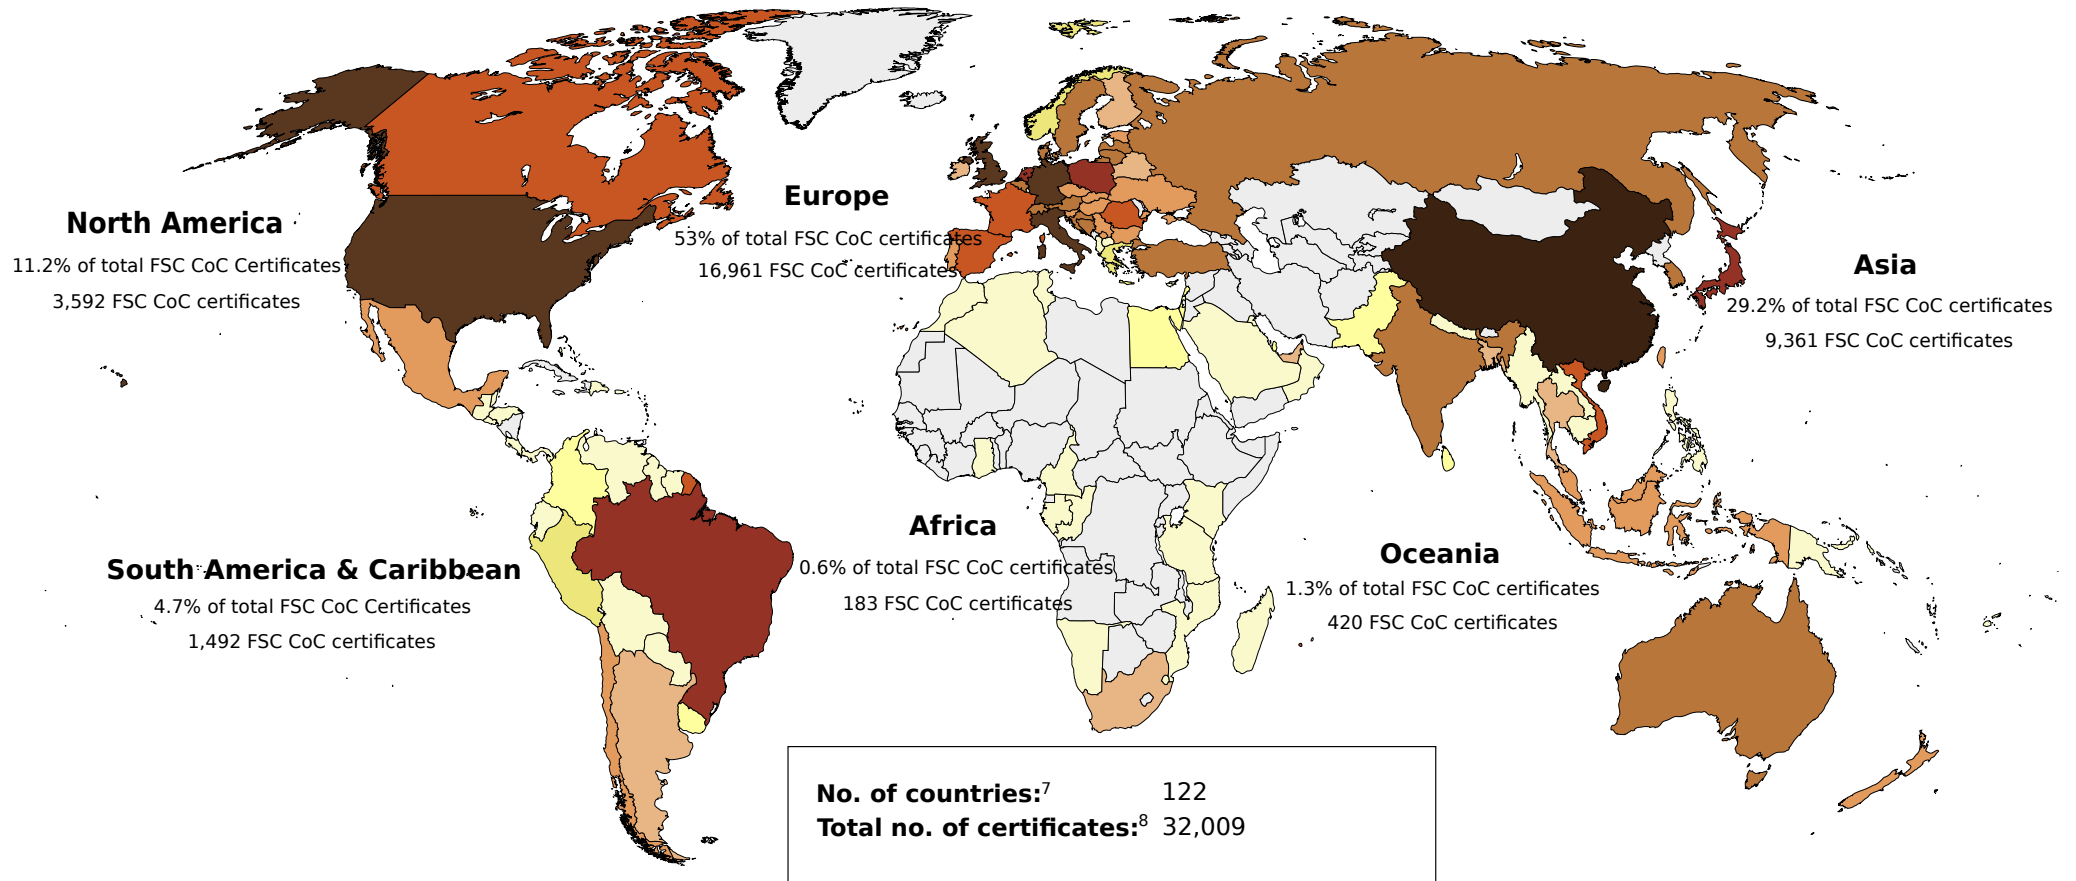 North America
11.2% of total FSC CoC Certificates
3,592 FSC CoC certificates
Europe
53% of total FSC CoC certificates
16,961 FSC CoC certificates
Asia
29.2% of total FSC CoC certificates
9,361 FSC CoC certificates
South America & Caribbean
4.7% of total FSC CoC Certificates
1,492 FSC CoC certificates
Africa
0.6% of total FSC CoC certificates
183 FSC CoC certificates
Oceania
1.3% of total FSC CoC certificates
420 FSC CoC certificates
No. of countries:⁷ 122
Total no. of certificates:⁸ 32,009